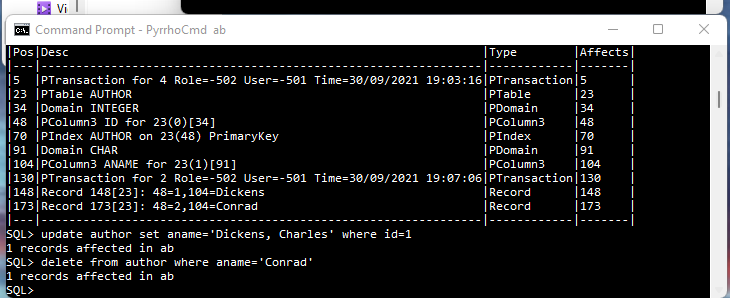 Vi
Command Prompt - PyrrhoCmd ab
|Pos|Desc |Type |Affects|
|---|---------------------------------------------------------------|------------|-------|
|5 |PTransaction for 4 Role=-502 User=-501 Time=30/09/2021 19:03:16|PTransaction|5 |
|23 |PTable AUTHOR |PTable |23 |
|34 |Domain INTEGER |PDomain |34 |
|48 |PColumn3 ID for 23(0)[34] |PColumn3 |48 |
|70 |PIndex AUTHOR on 23(48) PrimaryKey |PIndex |70 |
|91 |Domain CHAR |PDomain |91 |
|104|PColumn3 ANAME for 23(1)[91] |PColumn3 |104 |
|130|PTransaction for 2 Role=-502 User=-501 Time=30/09/2021 19:07:06|PTransaction|130 |
|148|Record 148[23]: 48=1,104=Dickens |Record |148 |
|173|Record 173[23]: 48=2,104=Conrad |Record |173 |
|---|---------------------------------------------------------------|------------|-------|
SQL> update author set aname='Dickens, Charles' where id=1
1 records affected in ab
SQL> delete from author where aname='Conrad'
1 records affected in ab
SQL>